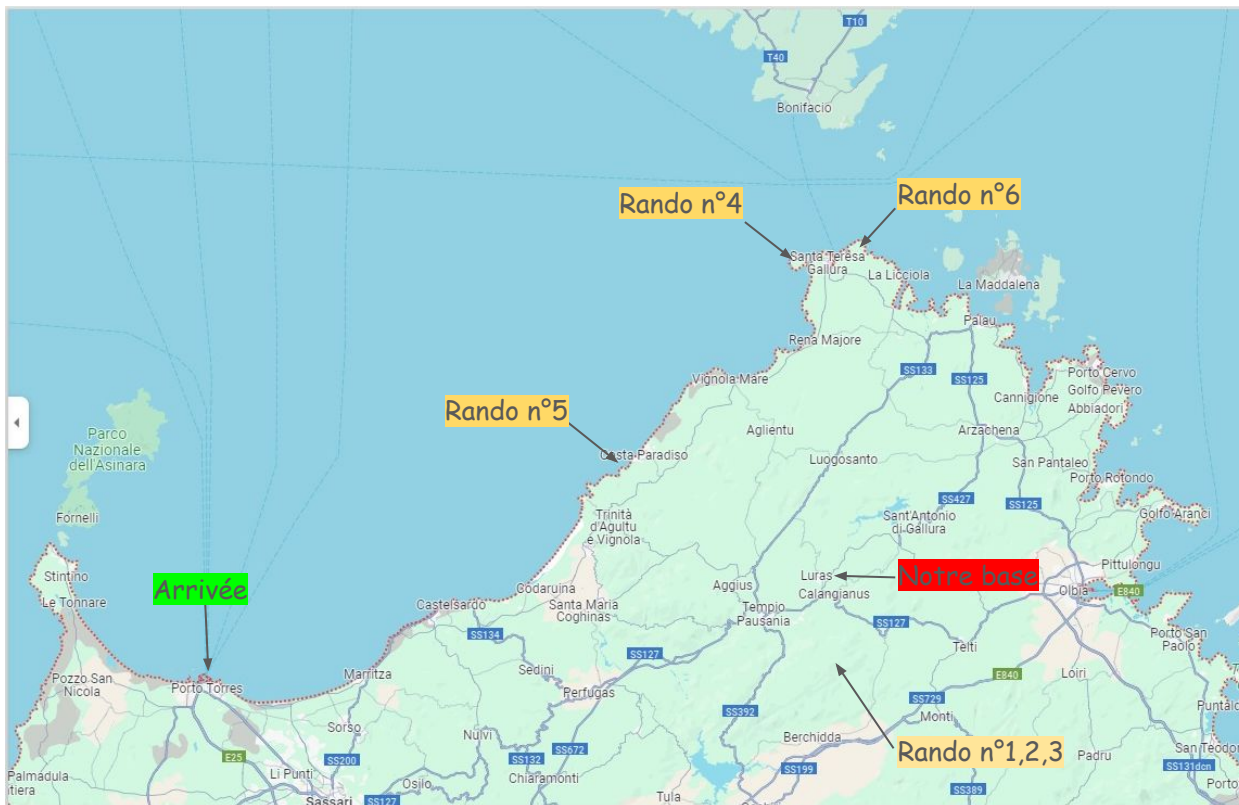 T10
T40
Bonifacio
Rando n°6
Rando n°4
Santa Teresa
Gallura
La Licciola
La Maddalena
Palau
Rena Majore
SS133
SS125
Vignola Mare
Porto Cervo
Golfo Pevero
Cannigione
Abbiadori
Rando n°5
Parco
Nazionale
dell'Asinara
Aglientu
Arzachena
Costa Paradiso
Luogosanto
San Pantaleo
Porto Rotondo
SS427
SS125
Fornelli
Trinità
d'Agultu
e Vignola
Sant'Antonio
di Gallura
Golfo Aranci
Pittulongu
Stintino
Arrivée
Aggius
Luras
Notre base
Le Tonnare
Castelsardo
Codaruina
Calangianus
Olbia
E840
Santa Maria
Coghinas
Tempio
Pausania
SS134
SS127
SS127
Telti
Porto San
Paolo
Pozzo San
Nicola
Porto Torres
Marritza
Sedini
Perfugas
E840
Loiri
SS729
SS392
Monti
Puntal
Sorso
Nulvi
Berchidda
Rando n°1,2,3
Padru
San Teodor
E25
SS200
SS132
SS672
SS199
SS131dcn
Palmádula
Li Punti
Osilo
Chiaramonti
Porto
tiera
Sassari
SS127
Tula
SS389